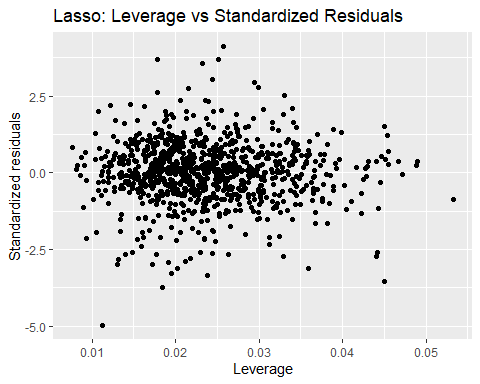 Lasso: Leverage vs Standardized Residuals
Standardized residuals
2.5
0.0
-2.5
-5.0
0.01 0.02 0.03 0.04 0.05
Leverage